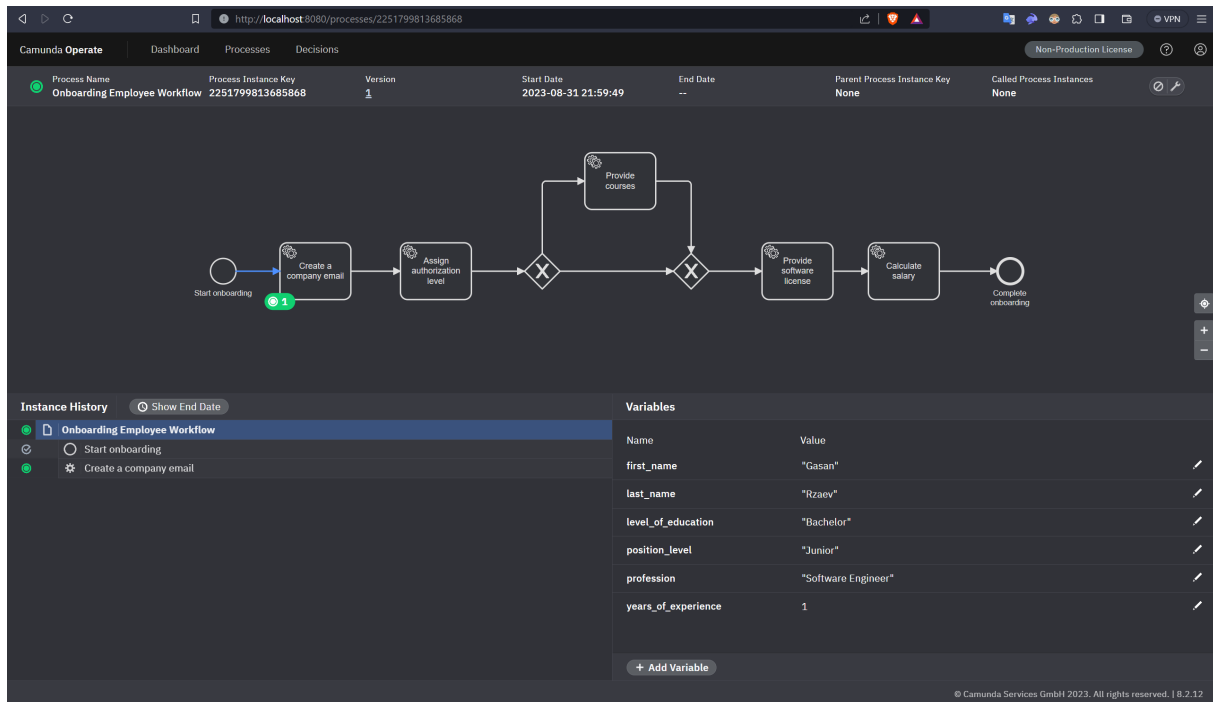 http://localhost:8080/processes/2251799813685868
VPN
Camunda Operate
Dashboard
Processes
Decisions
Non-Production License
Process Name
Onboarding Employee Workflow
Process Instance Key
2251799813685868
Version
1
Start Date
2023-08-31 21:59:49
End Date
--
Parent Process Instance Key
None
Called Process Instances
None
Provide
courses
Start onboarding
Create a
company email
1
Assign
authorization
level
Provide
software
license
Calculate
salary
Complete
onboarding
Instance History
Show End Date
Onboarding Employee Workflow
Start onboarding
Create a company email
Variables
Name Value
first_name "Gasan"
last_name "Rzaev"
level_of_education "Bachelor"
position_level "Junior"
profession "Software Engineer"
years_of_experience 1
+ Add Variable
© Camunda Services GmbH 2023. All rights reserved. | 8.2.12